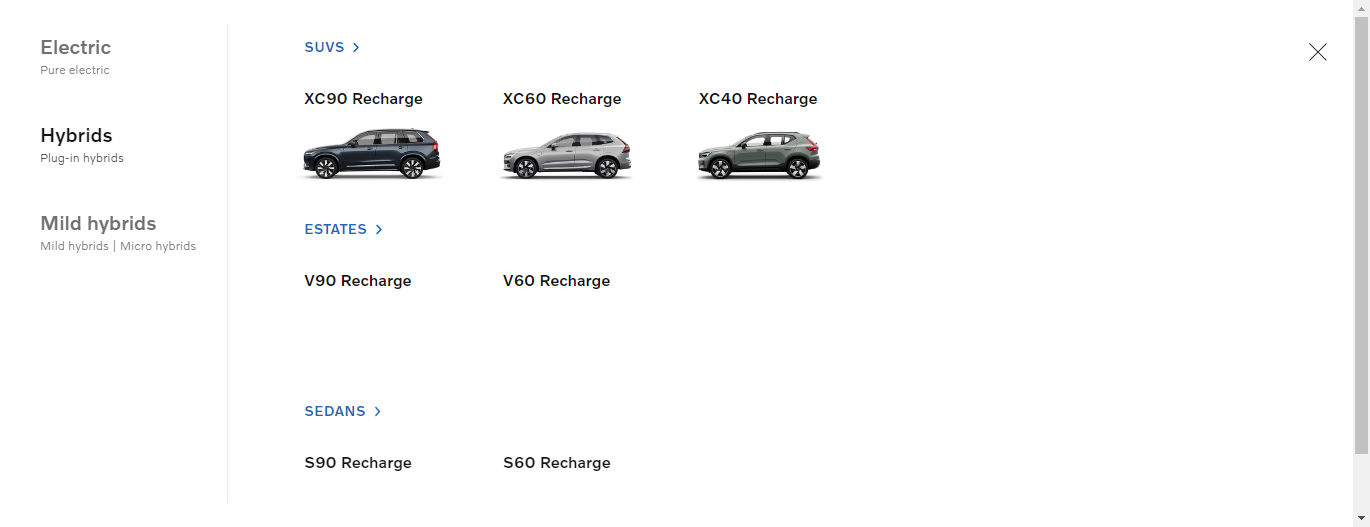 Electric
Pure electric
Hybrids
Plug-in hybrids
Mild hybrids
Mild hybrids | Micro hybrids
SUVS
XC90 Recharge
XC60 Recharge
XC40 Recharge
ESTATES
V90 Recharge
V60 Recharge
SEDANS
S90 Recharge
S60 Recharge